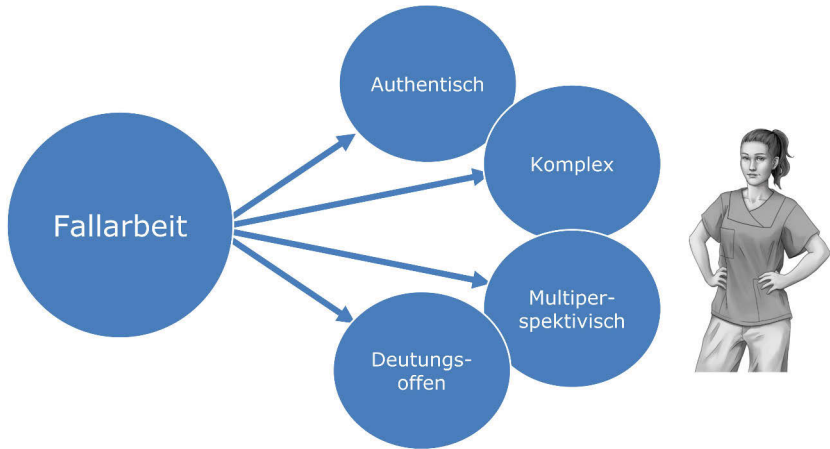 Fallarbeit
Authentisch
Komplex
Multiper-
spektivisch
Deutungs-
offen